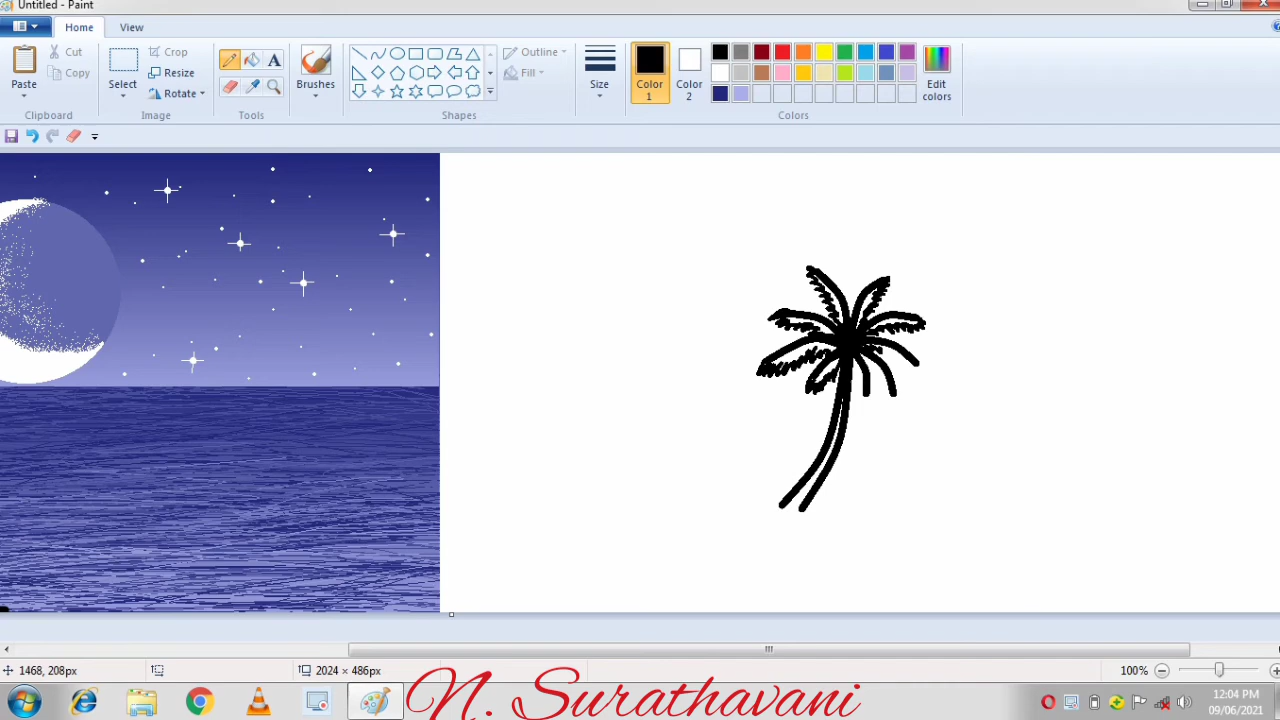 Untitled - Paint
Home View
Paste
Cut
Copy
Clipboard
Select
Crop
Resize
Rotate
Image
A
Tools
Brushes
Shapes
Outline
Fill
Size
Color 1
Color 2
Edit colors
Colors
1468, 208px
2024 × 486px
100%
N. Surathavani
12:04 PM
09/06/2021